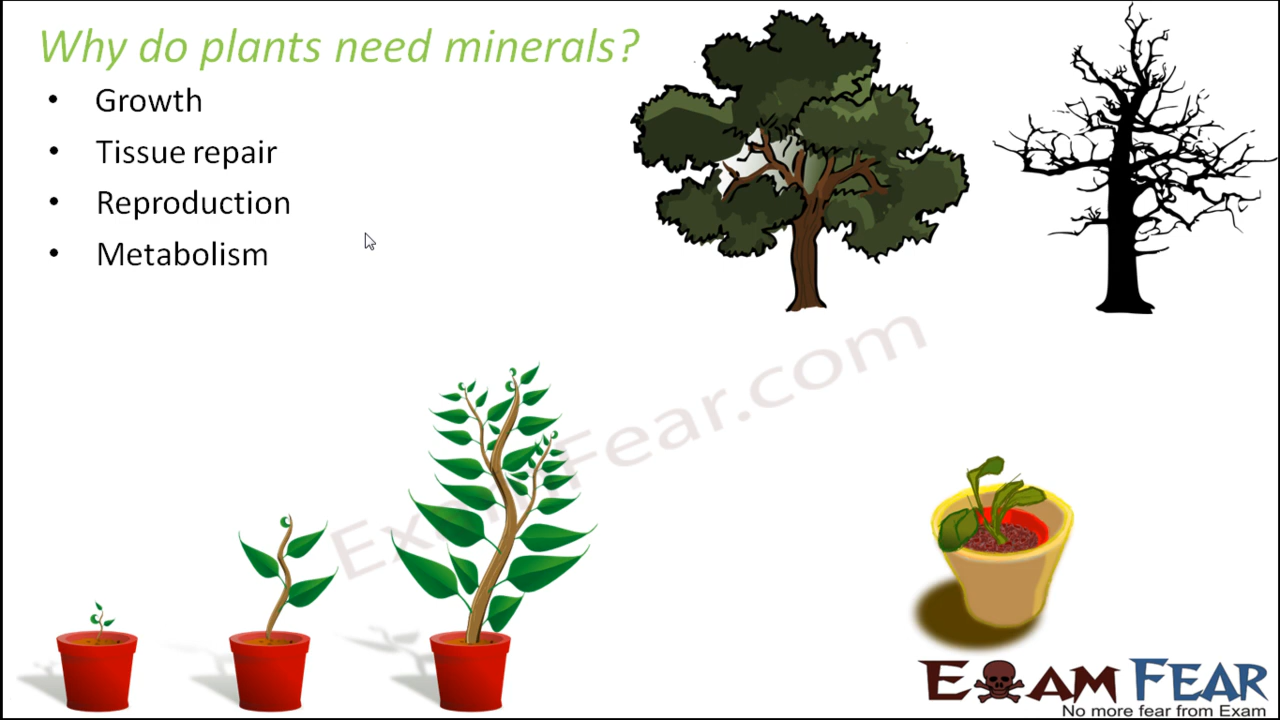 Why do plants need minerals?
• Growth
• Tissue repair
• Reproduction
• Metabolism
ExamFear.com
EXAM FEAR
No more fear from Exam